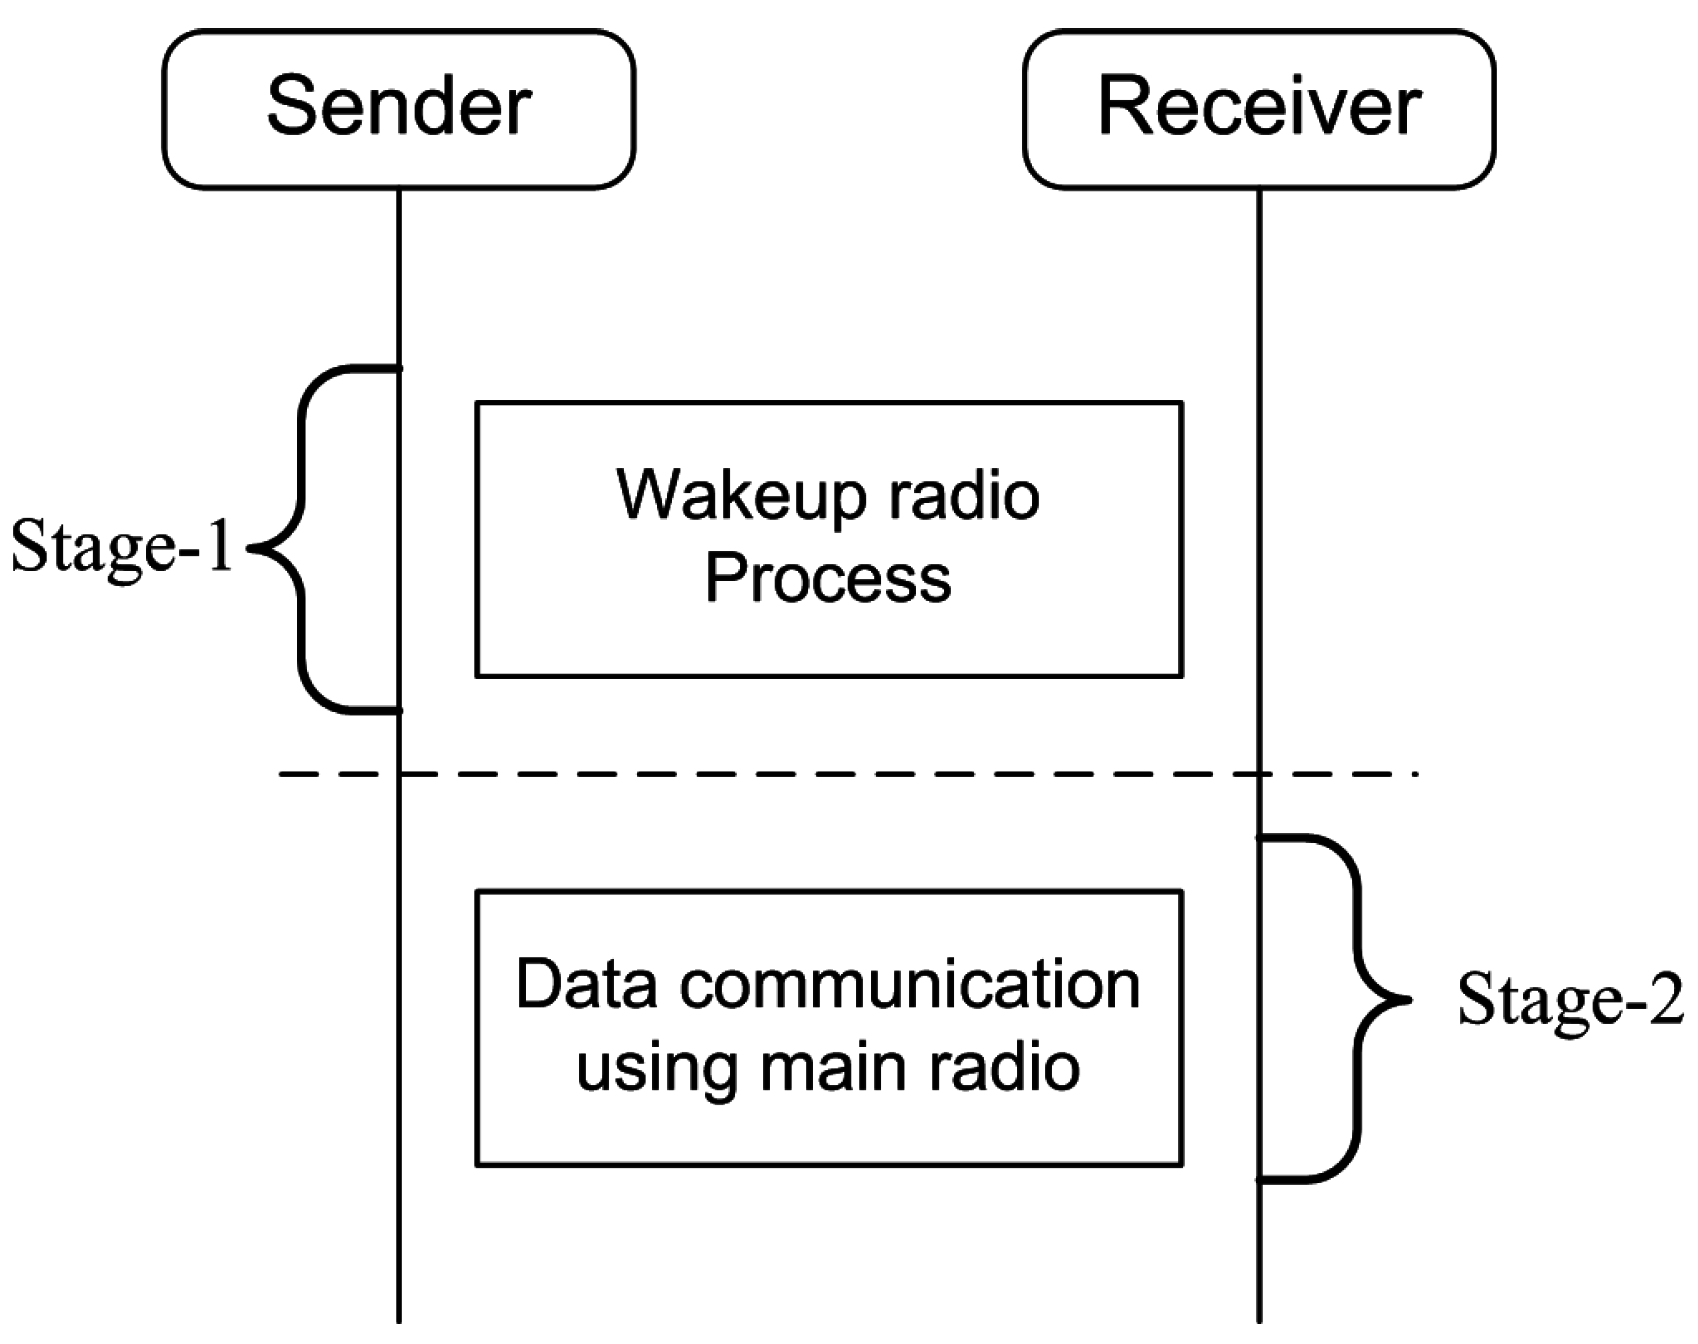 Sender
Receiver
Wakeup radio
Process
Stage-1
Data communication
using main radio
Stage-2